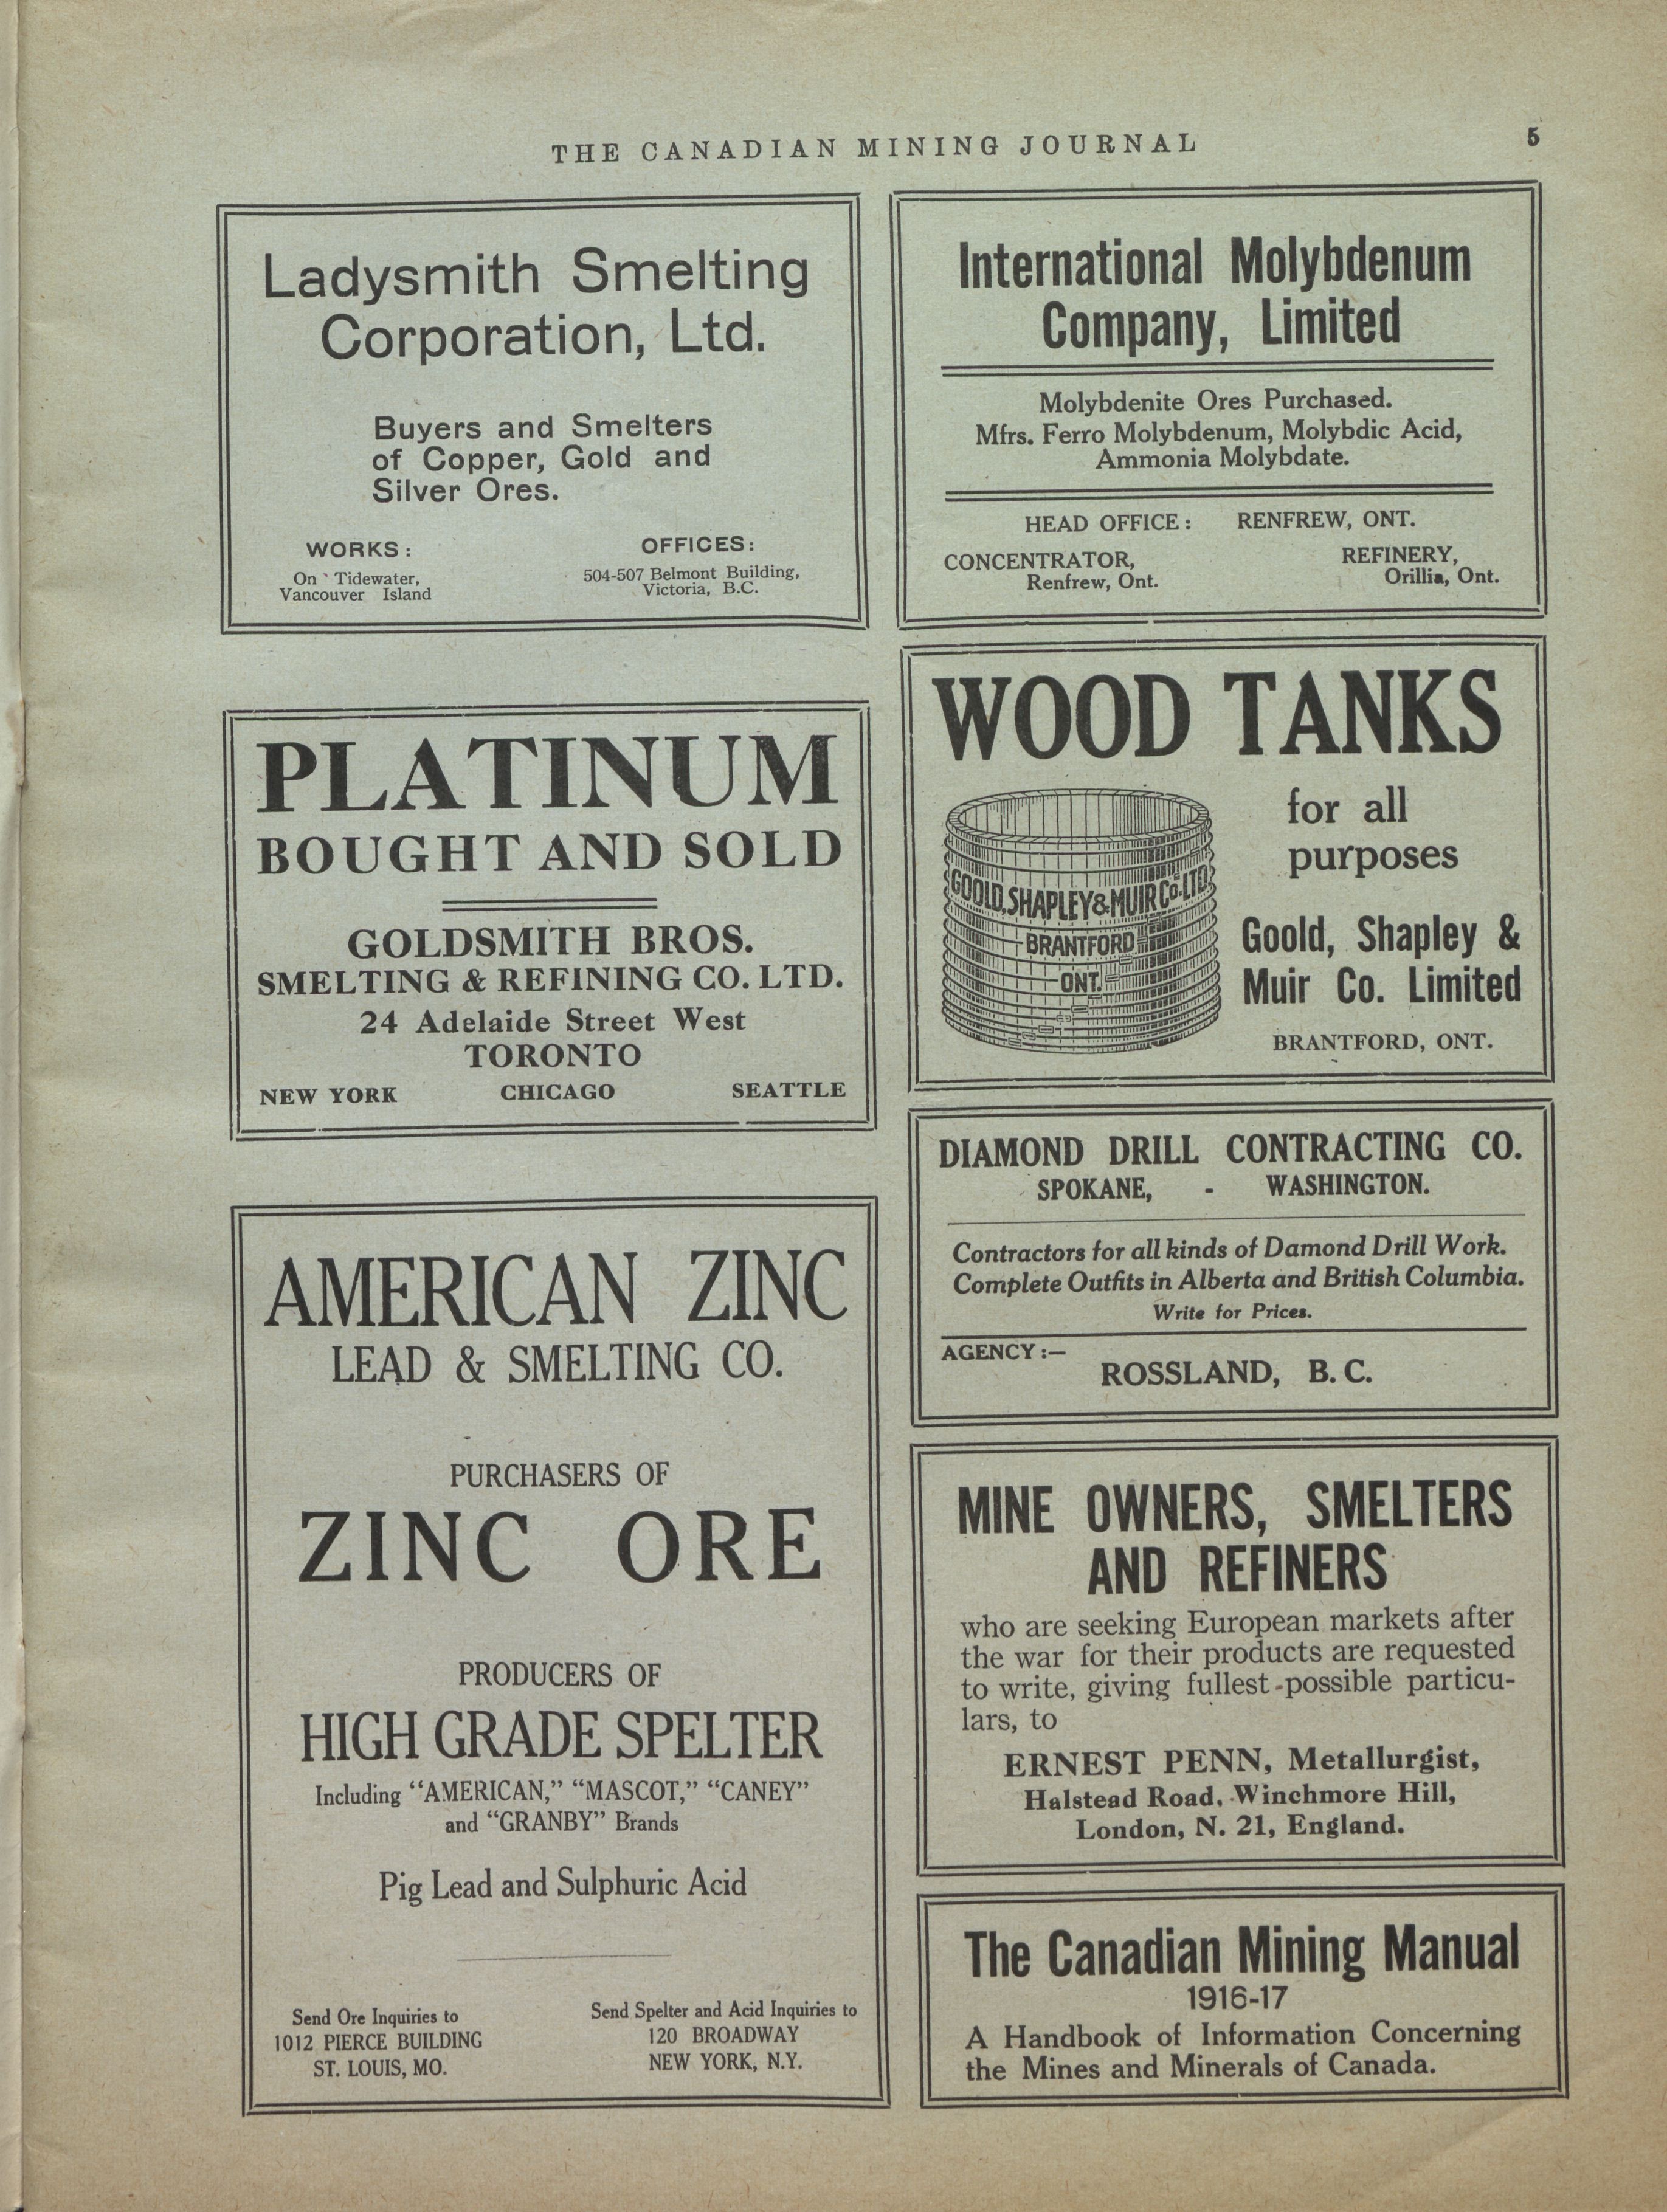 THE CANADIAN MINING JOURNAL
5
Ladysmith Smelting
Corporation, Ltd.
Buyers and Smelters
of Copper, Gold and
Silver Ores.
WORKS:
On Tidewater,
Vancouver Island
OFFICES:
504-507 Belmont Building,
Victoria, B.C.
PLATINUM
BOUGHT AND SOLD
GOLDSMITH BROS.
SMELTING & REFINING CO. LTD.
24 Adelaide Street West
TORONTO
NEW YORK CHICAGO SEATTLE
AMERICAN ZINC
LEAD & SMELTING CO.
PURCHASERS OF
ZINC ORE
PRODUCERS OF
HIGH GRADE SPELTER
Including "AMERICAN," "MASCOT," "CANEY"
and "GRANBY" Brands
Pig Lead and Sulphuric Acid
Send Ore Inquiries to
1012 PIERCE BUILDING
ST. LOUIS, MO.
Send Spelter and Acid Inquiries to
120 BROADWAY
NEW YORK, N.Y.
International Molybdenum
Company, Limited
Molybdenite Ores Purchased.
Mfrs. Ferro Molybdenum, Molybdic Acid,
Ammonia Molybdate.
HEAD OFFICE: RENFREW, ONT.
CONCENTRATOR,
Renfrew, Ont.
REFINERY,
Orillia, Ont.
WOOD TANKS
for all
purposes
GOOLD, SHAPLEY & MUIR Co. LTD.
BRANTFORD
ONT.
Goold, Shapley &
Muir Co. Limited
BRANTFORD, ONT.
DIAMOND DRILL CONTRACTING CO.
SPOKANE, - WASHINGTON.
Contractors for all kinds of Damond Drill Work.
Complete Outfits in Alberta and British Columbia.
Write for Prices.
AGENCY:—
ROSSLAND, B. C.
MINE OWNERS, SMELTERS
AND REFINERS
who are seeking European markets after
the war for their products are requested
to write, giving fullest possible particu-
lars, to
ERNEST PENN, Metallurgist,
Halstead Road, Winchmore Hill,
London, N. 21, England.
The Canadian Mining Manual
1916-17
A Handbook of Information Concerning
the Mines and Minerals of Canada.